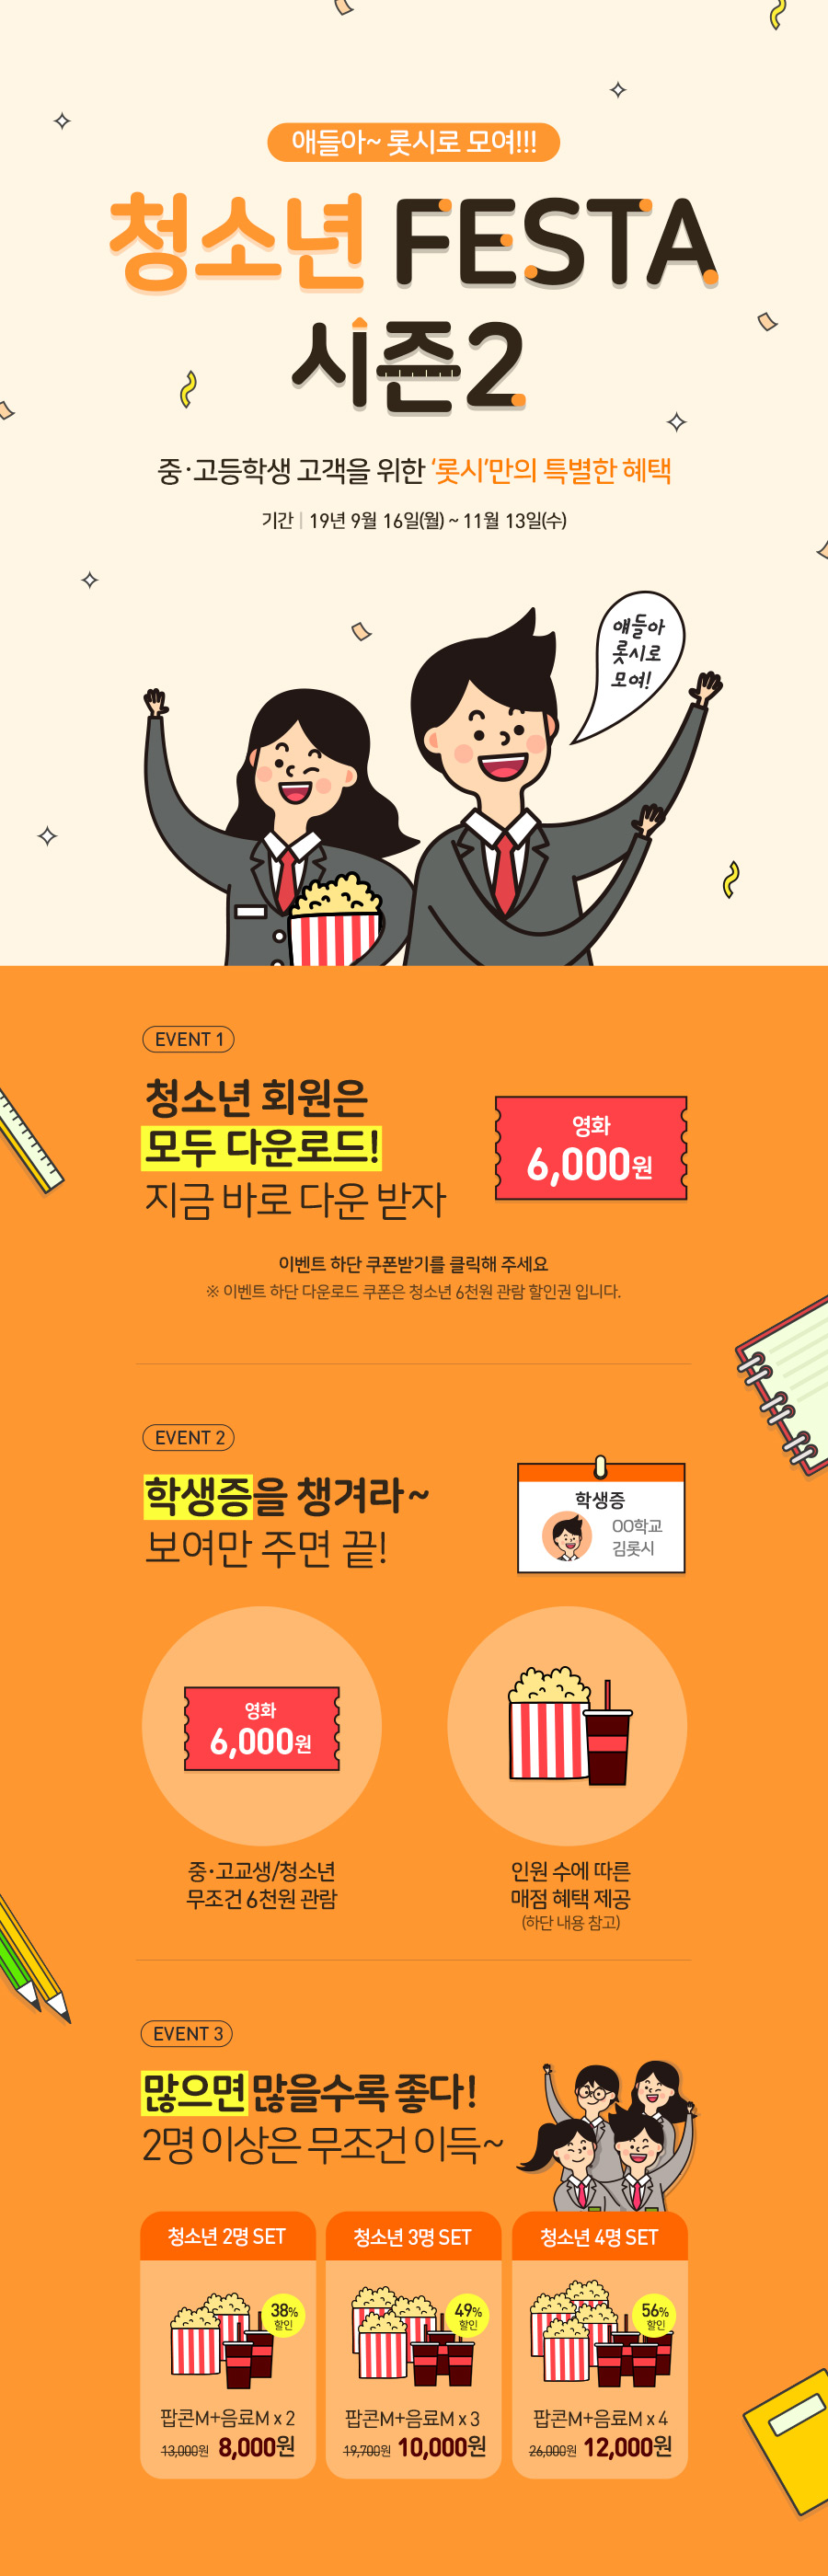 얘들아~ 롯시로 모여!!!
청소년 FESTA
시즌2
중·고등학생 고객을 위한 '롯시'만의 특별한 혜택
기간 | 19년 9월 16일(월) ~ 11월 13일(수)
얘들아
롯시로
모여!
EVENT 1
청소년 회원은
모두 다운로드!
지금 바로 다운 받자
영화
6,000원
이벤트 하단 쿠폰받기를 클릭해 주세요
※ 이벤트 하단 다운로드 쿠폰은 청소년 6천원 관람 할인권 입니다.
EVENT 2
학생증을 챙겨라~
보여만 주면 끝!
학생증
OO학교
김롯시
영화
6,000원
중·고교생/청소년
무조건 6천원 관람
인원 수에 따른
매점 혜택 제공
(하단 내용 참고)
EVENT 3
많으면 많을수록 좋다!
2명 이상은 무조건 이득~
청소년 2명 SET
38%
할인
팝콘M+음료M x 2
13,000원 8,000원
청소년 3명 SET
49%
할인
팝콘M+음료M x 3
19,700원 10,000원
청소년 4명 SET
56%
할인
팝콘M+음료M x 4
26,000원 12,000원